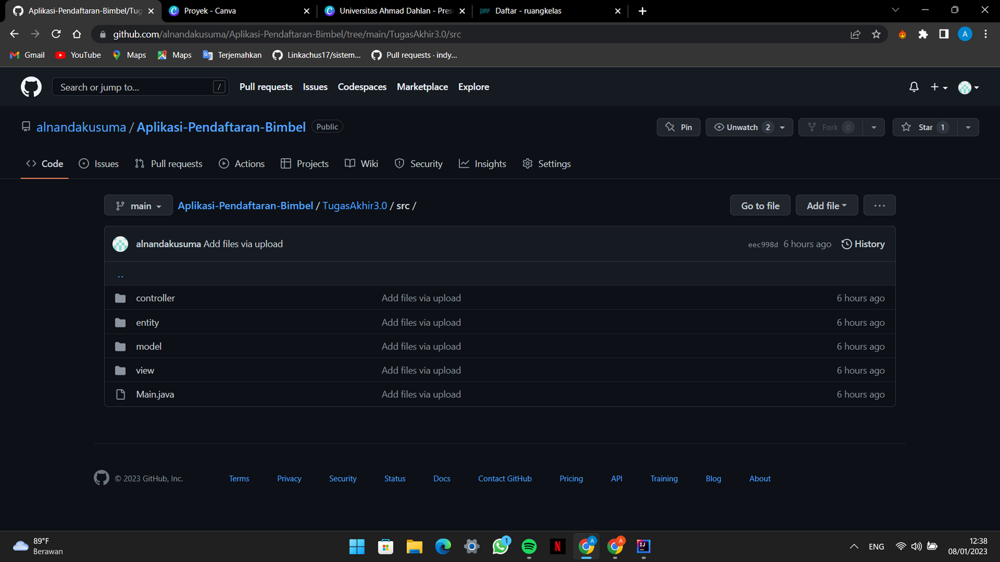 Aplikasi-Pendaftaran-Bimbel/Tug
Proyek - Canva
Universitas Ahmad Dahlan - Pres
Daftar - ruangkelas
github.com/alnandakusuma/Aplikasi-Pendaftaran-Bimbel/tree/main/TugasAkhir3.0/src
A
Gmail YouTube Maps Maps Terjemahkan Linkachus17/sistem... Pull requests · indy...
Search or jump to... /
Pull requests Issues Codespaces Marketplace Explore
alnandakusuma / Aplikasi-Pendaftaran-Bimbel Public
Pin Unwatch 2 Fork 0 Star 1
Code Issues Pull requests Actions Projects Wiki Security Insights Settings
main Aplikasi-Pendaftaran-Bimbel / TugasAkhir3.0 / src /
Go to file Add file ...
alnandakusuma Add files via upload eec998d 6 hours ago History
..
controller Add files via upload 6 hours ago
entity Add files via upload 6 hours ago
model Add files via upload 6 hours ago
view Add files via upload 6 hours ago
Main.java Add files via upload 6 hours ago
© 2023 GitHub, Inc. Terms Privacy Security Status Docs Contact GitHub Pricing API Training Blog About
89°F
Berawan
1
N
A
A
IJ
ENG
12:38
08/01/2023